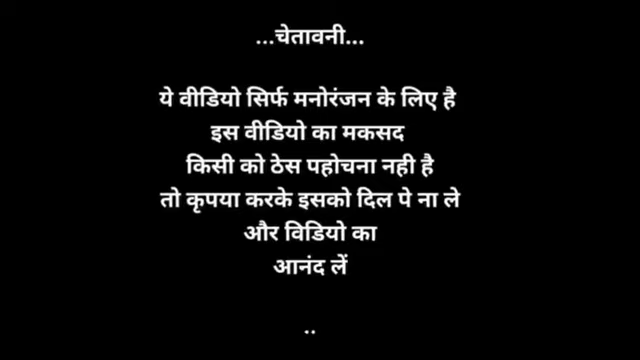 ...चेतावनी...
ये वीडियो सिर्फ मनोरंजन के लिए है
इस वीडियो का मकसद
किसी को ठेस पहोचना नही है
तो कृपया करके इसको दिल पे ना ले
और विडियो का
आनंद लें
..